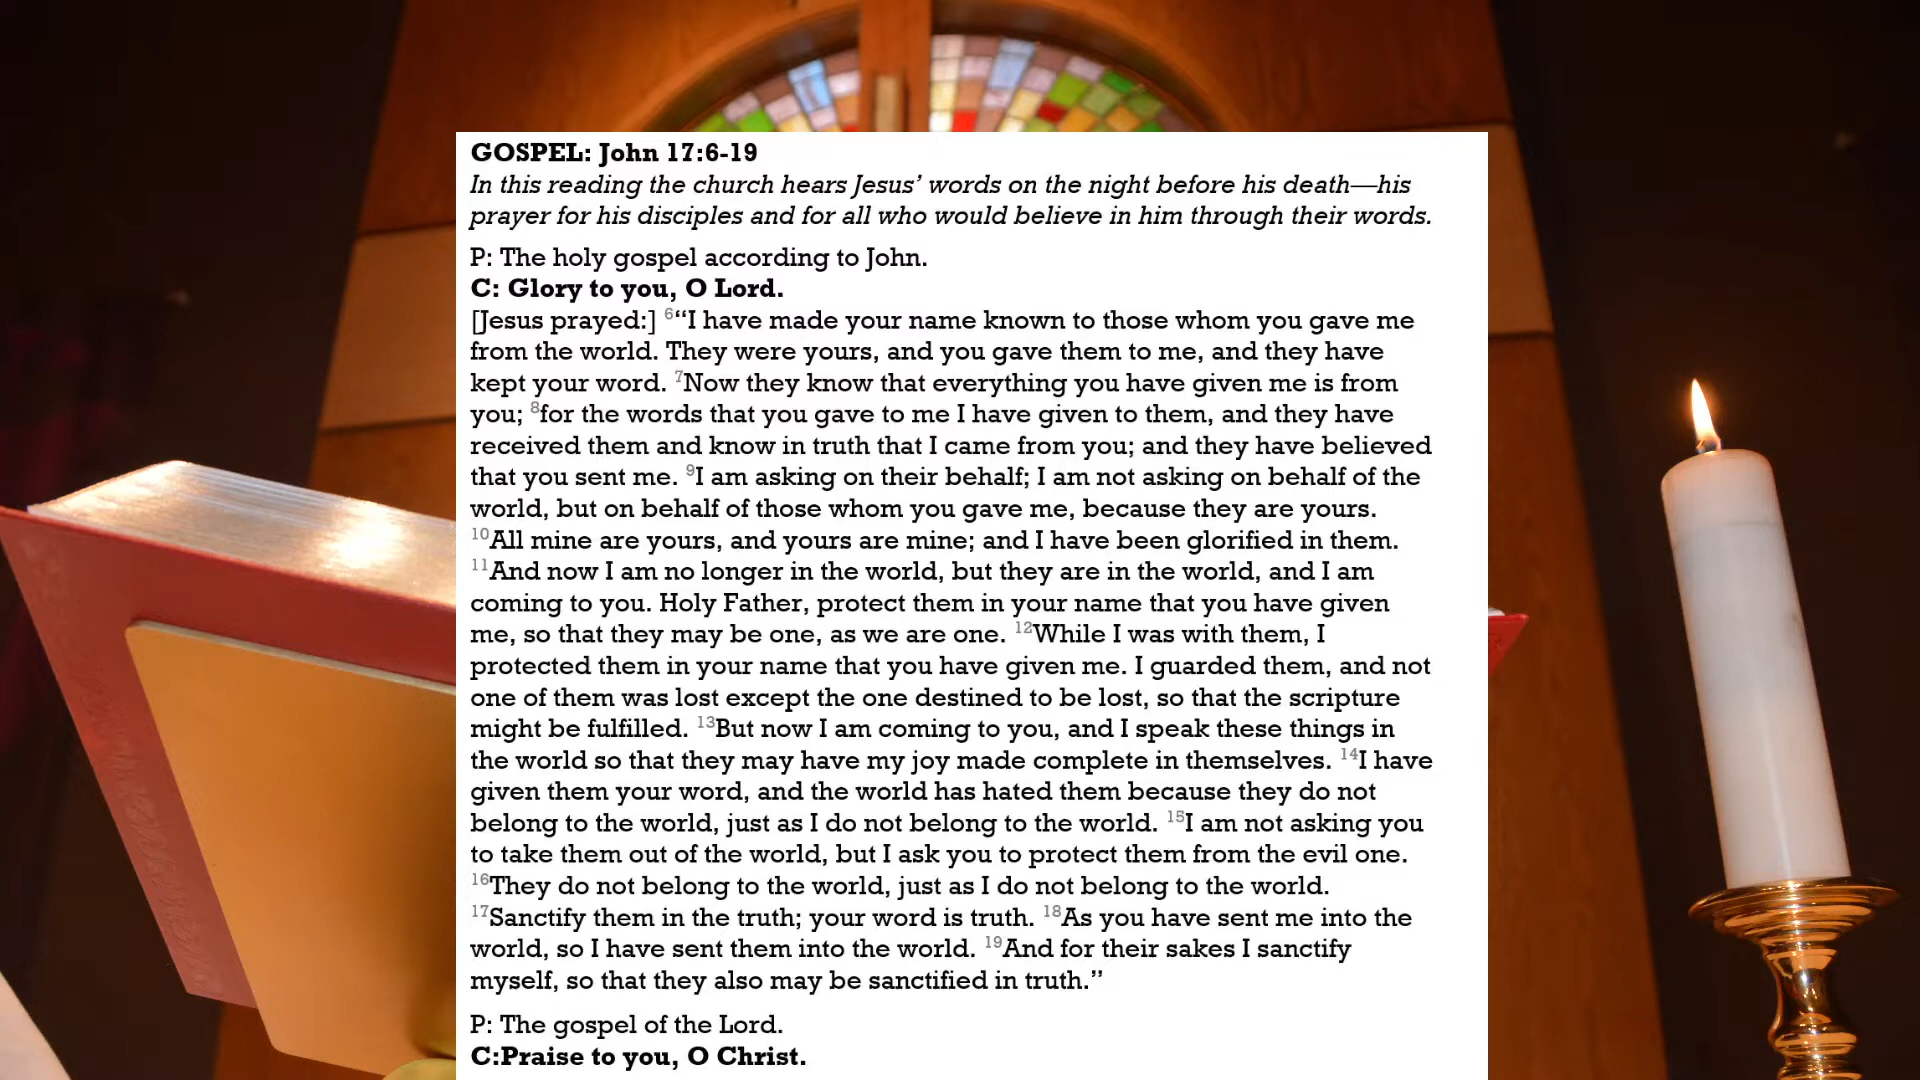 GOSPEL: John 17:6-19
In this reading the church hears Jesus’ words on the night before his death—his
prayer for his disciples and for all who would believe in him through their words.
P: The holy gospel according to John.
C: Glory to you, O Lord.
[Jesus prayed:] 6“I have made your name known to those whom you gave me
from the world. They were yours, and you gave them to me, and they have
kept your word. 7Now they know that everything you have given me is from
you; 8for the words that you gave to me I have given to them, and they have
received them and know in truth that I came from you; and they have believed
that you sent me. 9I am asking on their behalf; I am not asking on behalf of the
world, but on behalf of those whom you gave me, because they are yours.
10All mine are yours, and yours are mine; and I have been glorified in them.
11And now I am no longer in the world, but they are in the world, and I am
coming to you. Holy Father, protect them in your name that you have given
me, so that they may be one, as we are one. 12While I was with them, I
protected them in your name that you have given me. I guarded them, and not
one of them was lost except the one destined to be lost, so that the scripture
might be fulfilled. 13But now I am coming to you, and I speak these things in
the world so that they may have my joy made complete in themselves. 14I have
given them your word, and the world has hated them because they do not
belong to the world, just as I do not belong to the world. 15I am not asking you
to take them out of the world, but I ask you to protect them from the evil one.
16They do not belong to the world, just as I do not belong to the world.
17Sanctify them in the truth; your word is truth. 18As you have sent me into the
world, so I have sent them into the world. 19And for their sakes I sanctify
myself, so that they also may be sanctified in truth.”
P: The gospel of the Lord.
C:Praise to you, O Christ.